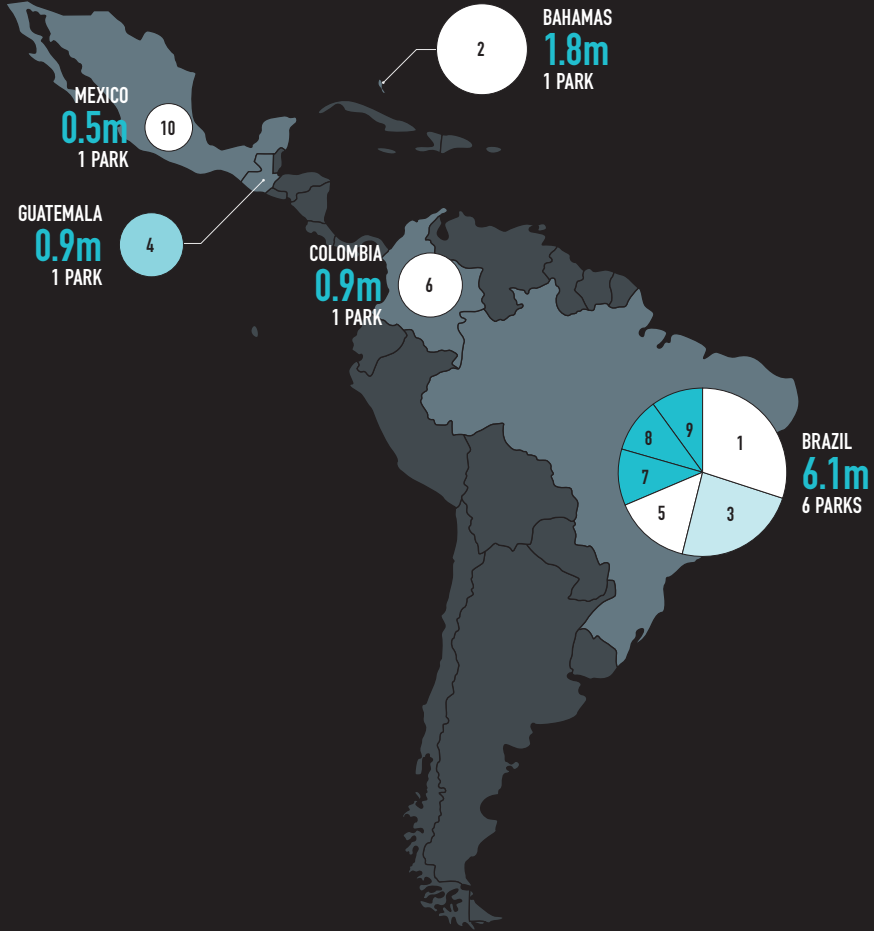 BAHAMAS
1.8m
1 PARK
2
MEXICO
0.5m
1 PARK
10
GUATEMALA
0.9m
1 PARK
4
COLOMBIA
0.9m
1 PARK
6
BRAZIL
6.1m
6 PARKS
1
3
5
7
8
9